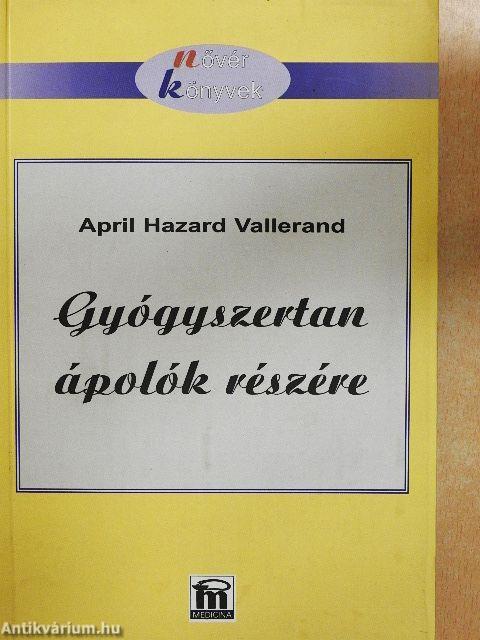 nővér
könyvek
April Hazard Vallerand
Gyógyszertan
ápolók részére
m
MEDICINA
Antikvárium.hu